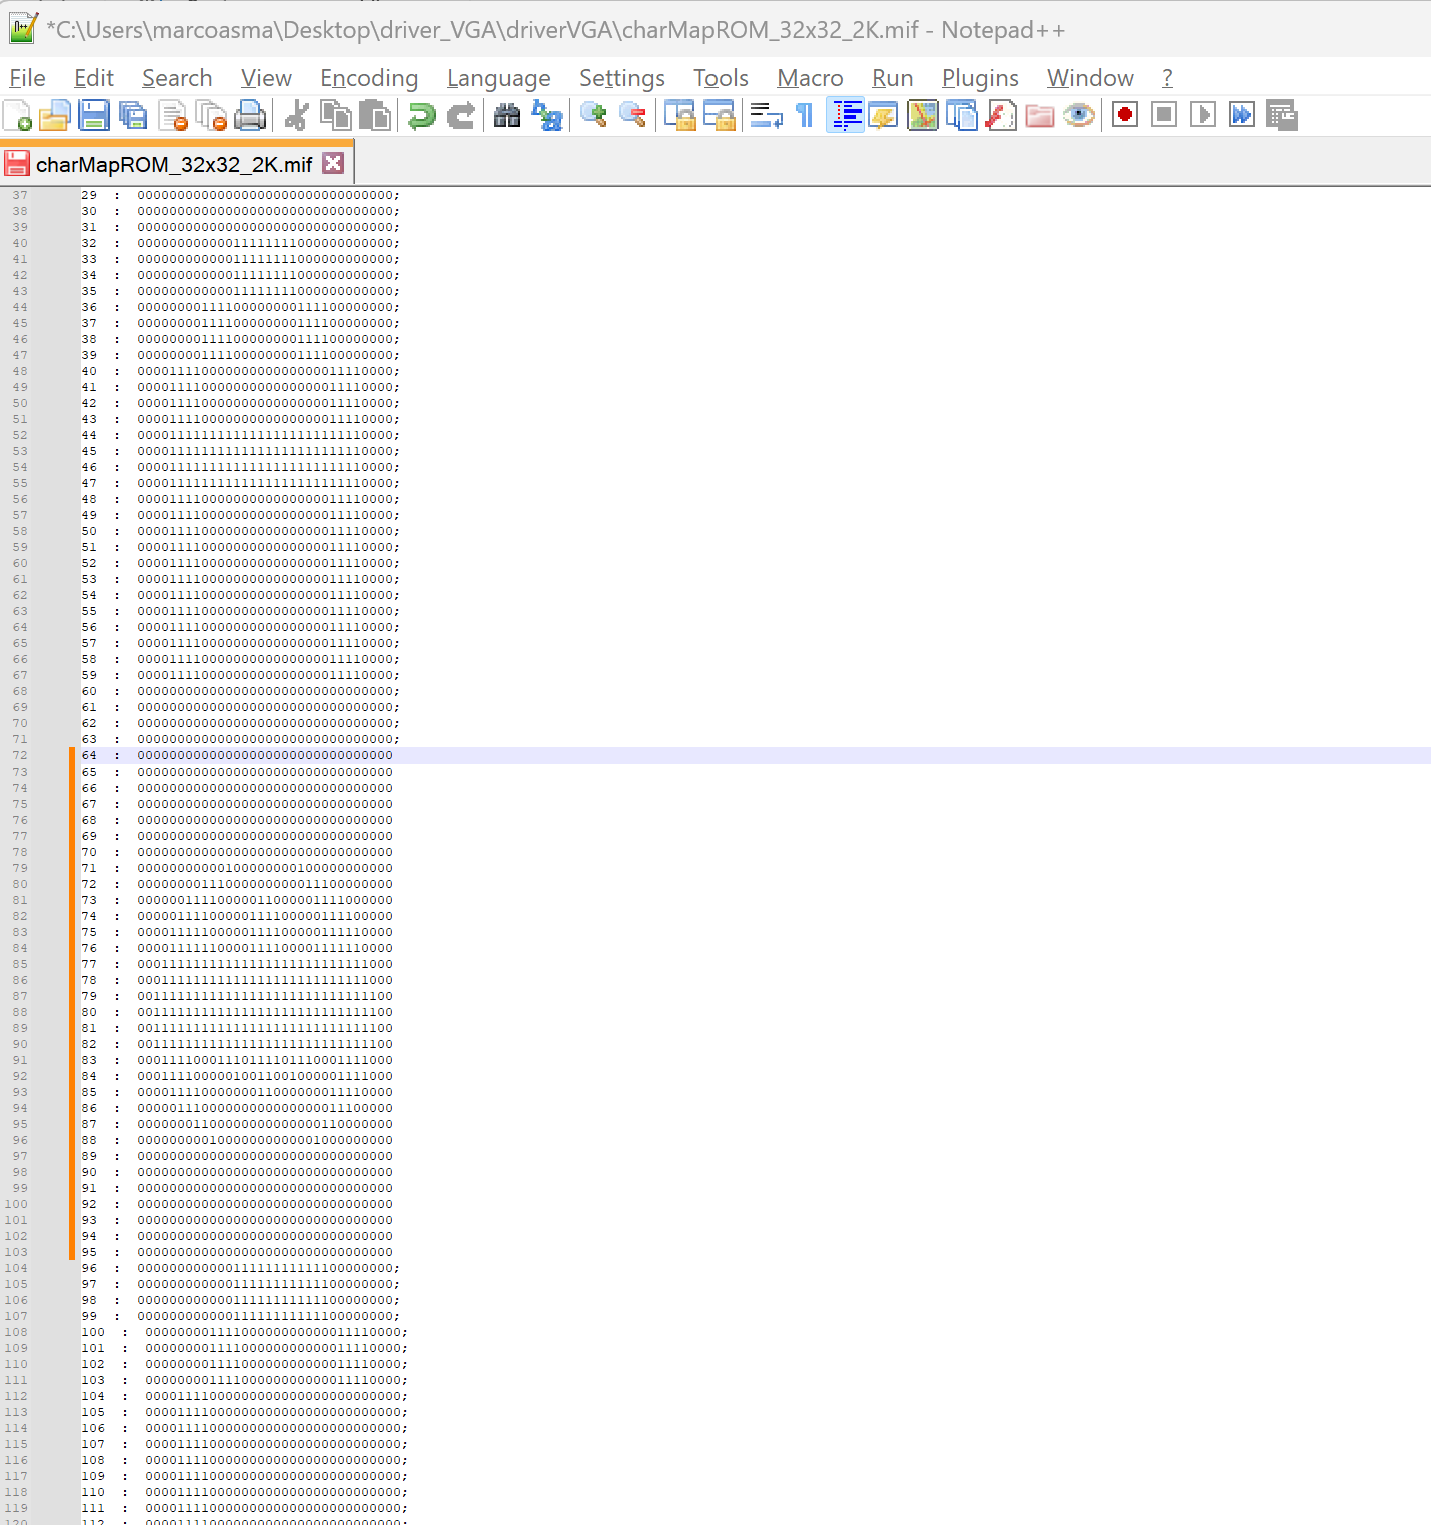 *C:\Users\marcoasma\Desktop\driver_VGA\driverVGA\charMapROM_32x32_2K.mif - Notepad++
File Edit Search View Encoding Language Settings Tools Macro Run Plugins Window ?
charMapROM_32x32_2K.mif
37 29 : 00000000000000000000000000000000;
38 30 : 00000000000000000000000000000000;
39 31 : 00000000000000000000000000000000;
40 32 : 00000000000011111111000000000000;
41 33 : 00000000000011111111000000000000;
42 34 : 00000000000011111111000000000000;
43 35 : 00000000000011111111000000000000;
44 36 : 00000000111100000000111100000000;
45 37 : 00000000111100000000111100000000;
46 38 : 00000000111100000000111100000000;
47 39 : 00000000111100000000111100000000;
48 40 : 00001111000000000000000011110000;
49 41 : 00001111000000000000000011110000;
50 42 : 00001111000000000000000011110000;
51 43 : 00001111000000000000000011110000;
52 44 : 00001111111111111111111111110000;
53 45 : 00001111111111111111111111110000;
54 46 : 00001111111111111111111111110000;
55 47 : 00001111111111111111111111110000;
56 48 : 00001111000000000000000011110000;
57 49 : 00001111000000000000000011110000;
58 50 : 00001111000000000000000011110000;
59 51 : 00001111000000000000000011110000;
60 52 : 00001111000000000000000011110000;
61 53 : 00001111000000000000000011110000;
62 54 : 00001111000000000000000011110000;
63 55 : 00001111000000000000000011110000;
64 56 : 00001111000000000000000011110000;
65 57 : 00001111000000000000000011110000;
66 58 : 00001111000000000000000011110000;
67 59 : 00001111000000000000000011110000;
68 60 : 00000000000000000000000000000000;
69 61 : 00000000000000000000000000000000;
70 62 : 00000000000000000000000000000000;
71 63 : 00000000000000000000000000000000;
72 64 : 00000000000000000000000000000000
73 65 : 00000000000000000000000000000000
74 66 : 00000000000000000000000000000000
75 67 : 00000000000000000000000000000000
76 68 : 00000000000000000000000000000000
77 69 : 00000000000000000000000000000000
78 70 : 00000000000000000000000000000000
79 71 : 00000000000100000000100000000000
80 72 : 00000000111000000000011100000000
81 73 : 00000011110000011000001111000000
82 74 : 00000111100000111100000111100000
83 75 : 00001111100000111100000111110000
84 76 : 00001111110000111100001111110000
85 77 : 00011111111111111111111111111000
86 78 : 00011111111111111111111111111000
87 79 : 00111111111111111111111111111100
88 80 : 00111111111111111111111111111100
89 81 : 00111111111111111111111111111100
90 82 : 00111111111111111111111111111100
91 83 : 00011110001110111101110001111000
92 84 : 00011110000010011001000001111000
93 85 : 00001111000000011000000011110000
94 86 : 00000111000000000000000011100000
95 87 : 00000001100000000000000110000000
96 88 : 00000000010000000000001000000000
97 89 : 00000000000000000000000000000000
98 90 : 00000000000000000000000000000000
99 91 : 00000000000000000000000000000000
100 92 : 00000000000000000000000000000000
101 93 : 00000000000000000000000000000000
102 94 : 00000000000000000000000000000000
103 95 : 00000000000000000000000000000000
104 96 : 00000000000011111111111100000000;
105 97 : 00000000000011111111111100000000;
106 98 : 00000000000011111111111100000000;
107 99 : 00000000000011111111111100000000;
108 100 : 00000000111100000000000011110000;
109 101 : 00000000111100000000000011110000;
110 102 : 00000000111100000000000011110000;
111 103 : 00000000111100000000000011110000;
112 104 : 00001111000000000000000000000000;
113 105 : 00001111000000000000000000000000;
114 106 : 00001111000000000000000000000000;
115 107 : 00001111000000000000000000000000;
116 108 : 00001111000000000000000000000000;
117 109 : 00001111000000000000000000000000;
118 110 : 00001111000000000000000000000000;
119 111 : 00001111000000000000000000000000;
120 112 : 00001111000000000000000000000000;